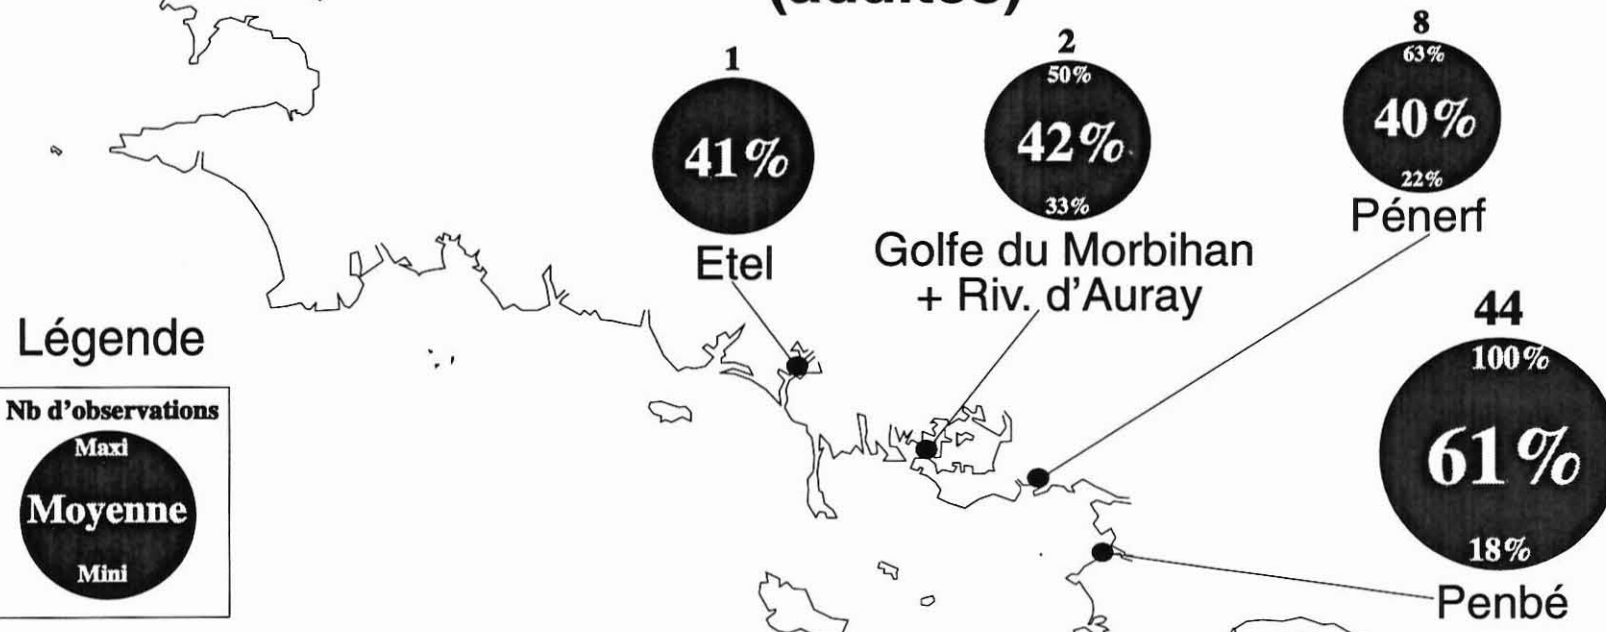 (adultes)
1
41%
Etel
2
50%
42%
33%
Golfe du Morbihan
+ Riv. d'Auray
8
63%
40%
22%
Pénerf
44
100%
61%
18%
Penbé
Légende
Nb d'observations
Maxi
Moyenne
Mini